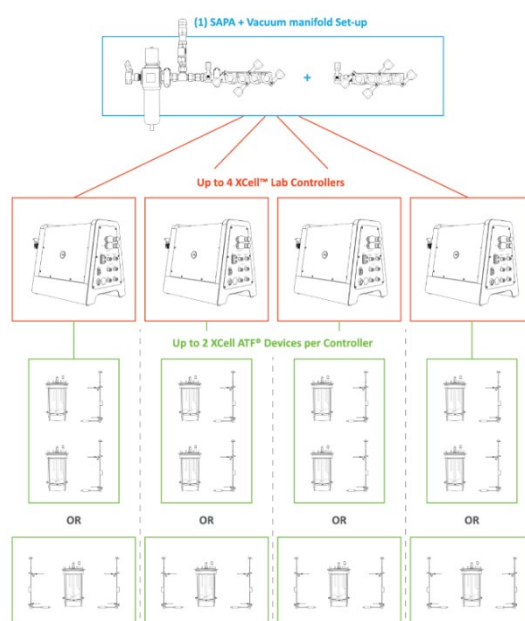 (1) SAPA + Vacuum manifold Set-up
+
Up to 4 XCell™ Lab Controllers
Up to 2 XCell ATF® Devices per Controller
OR OR OR OR